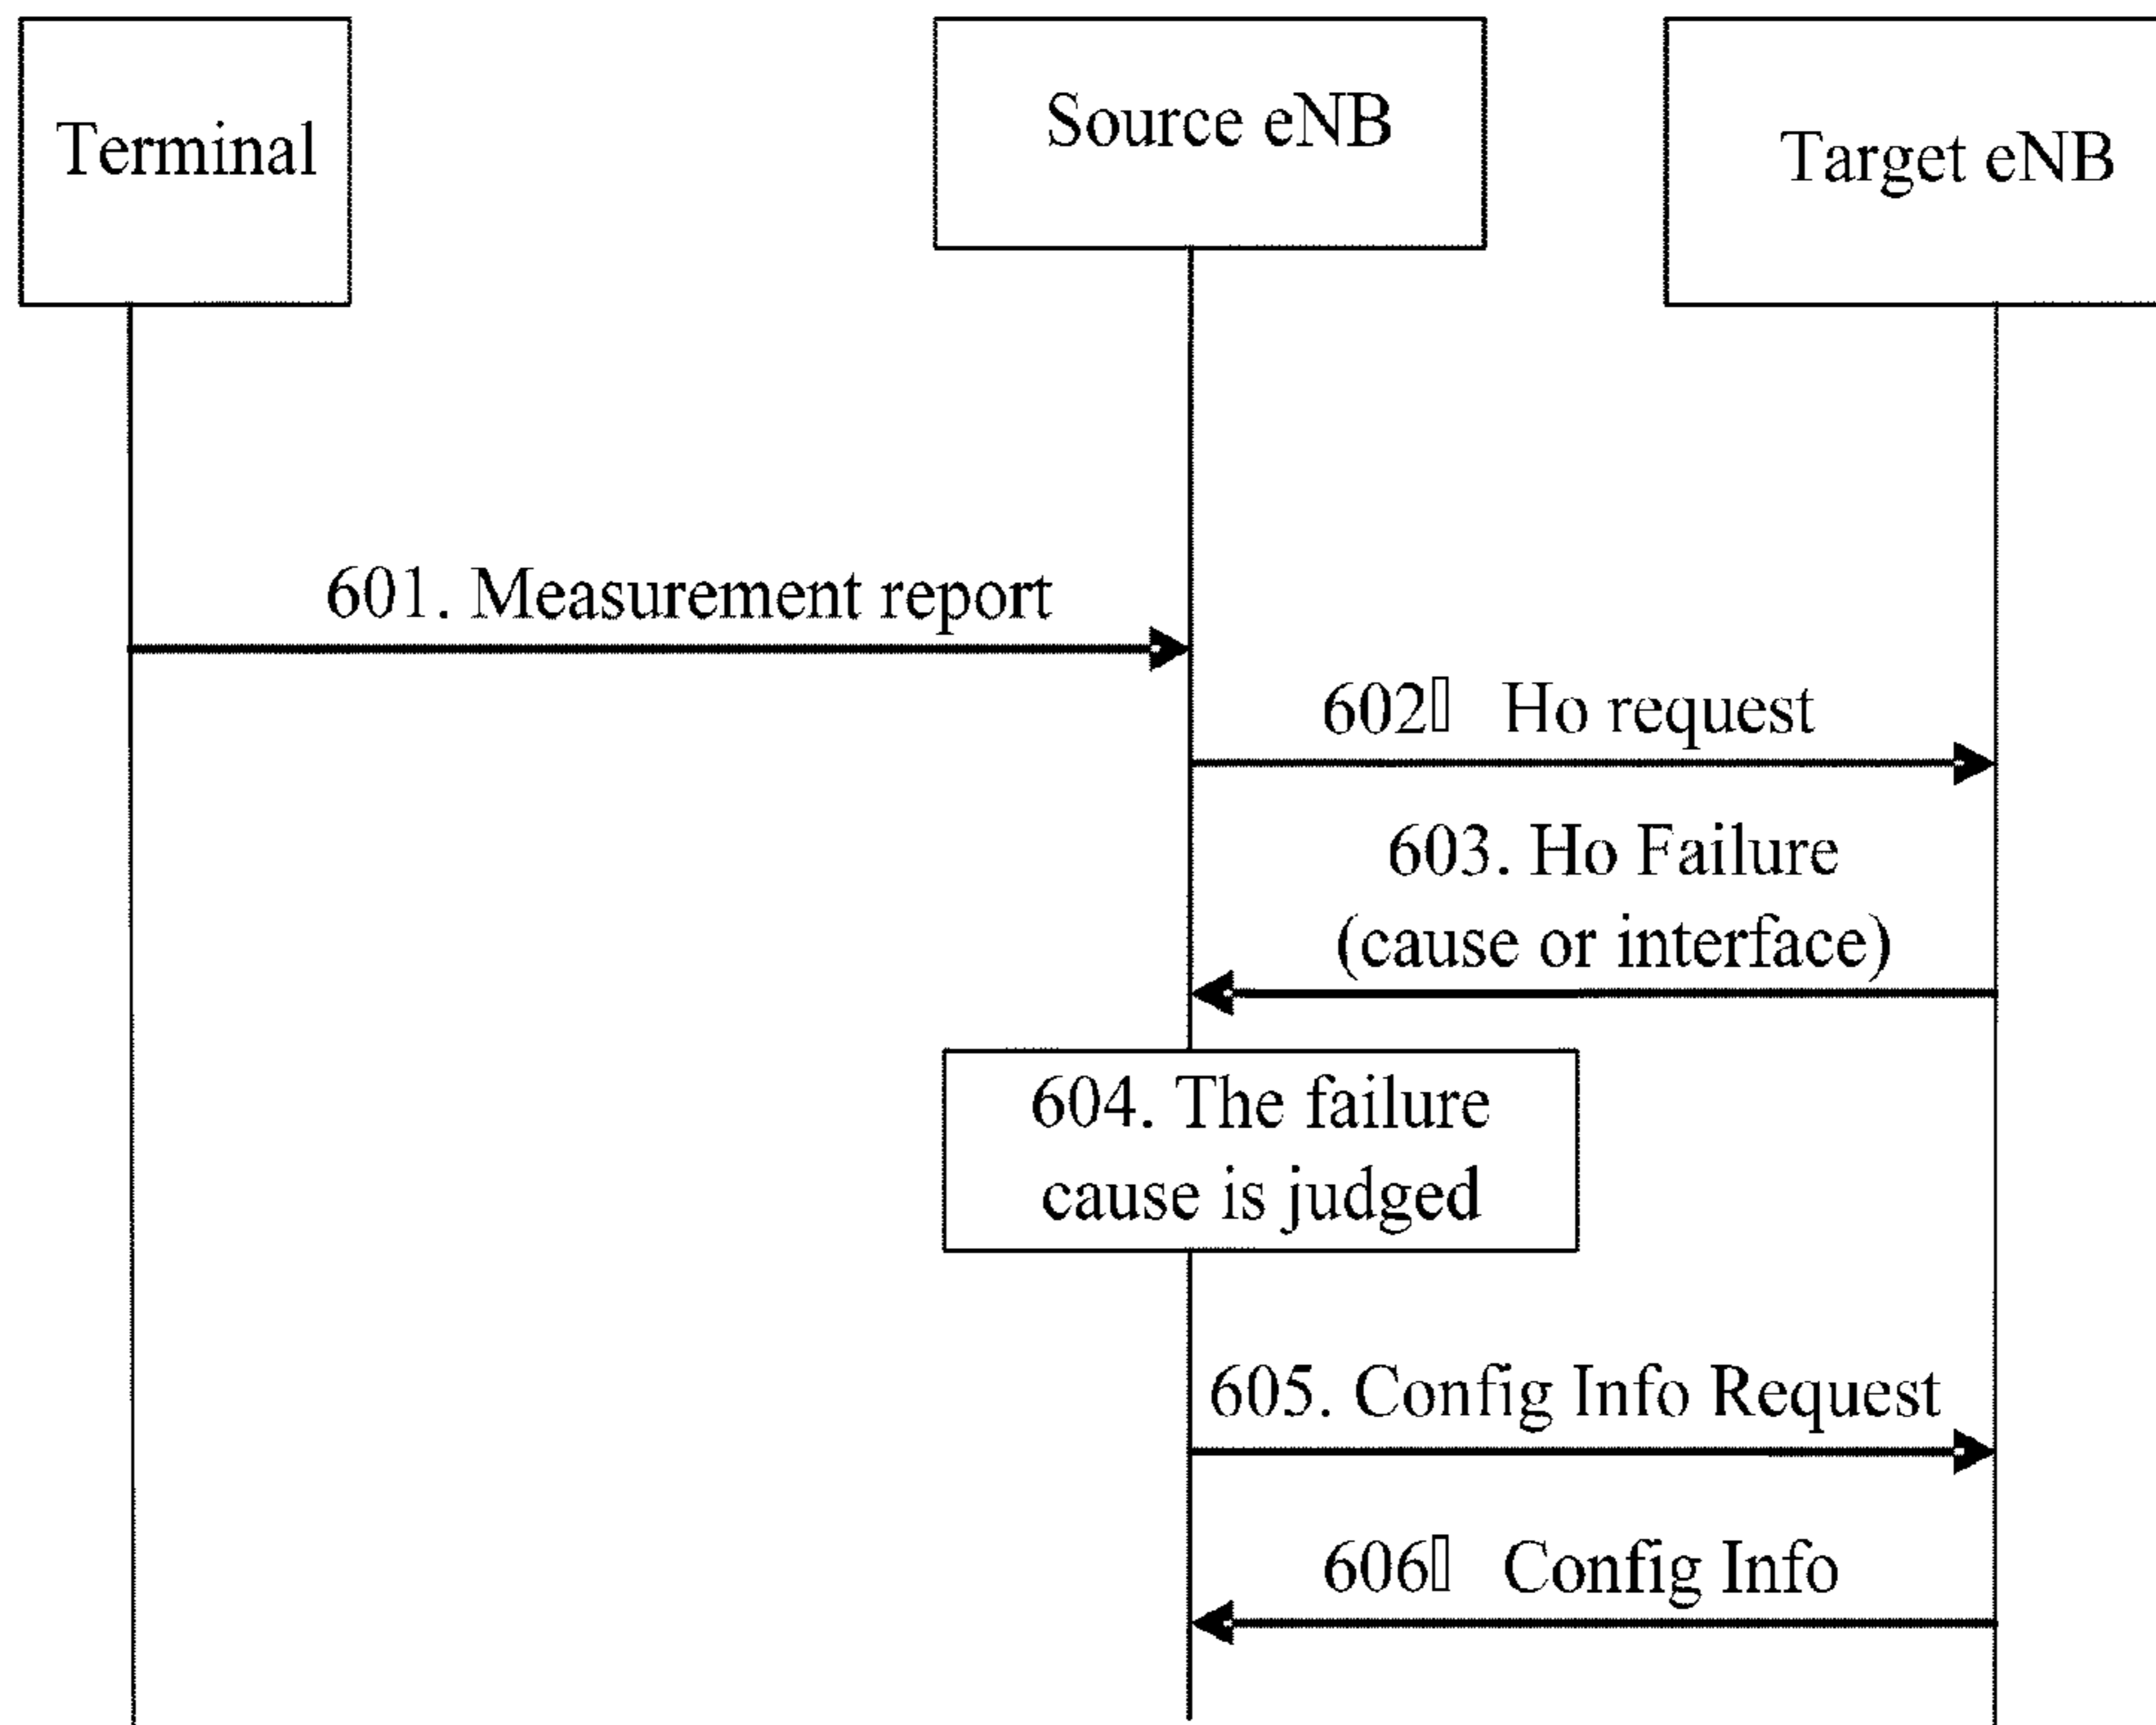 Terminal
Source eNB
Target eNB
601. Measurement report
602▯ Ho request
603. Ho Failure
(cause or interface)
604. The failure
cause is judged
605. Config Info Request
606▯ Config Info